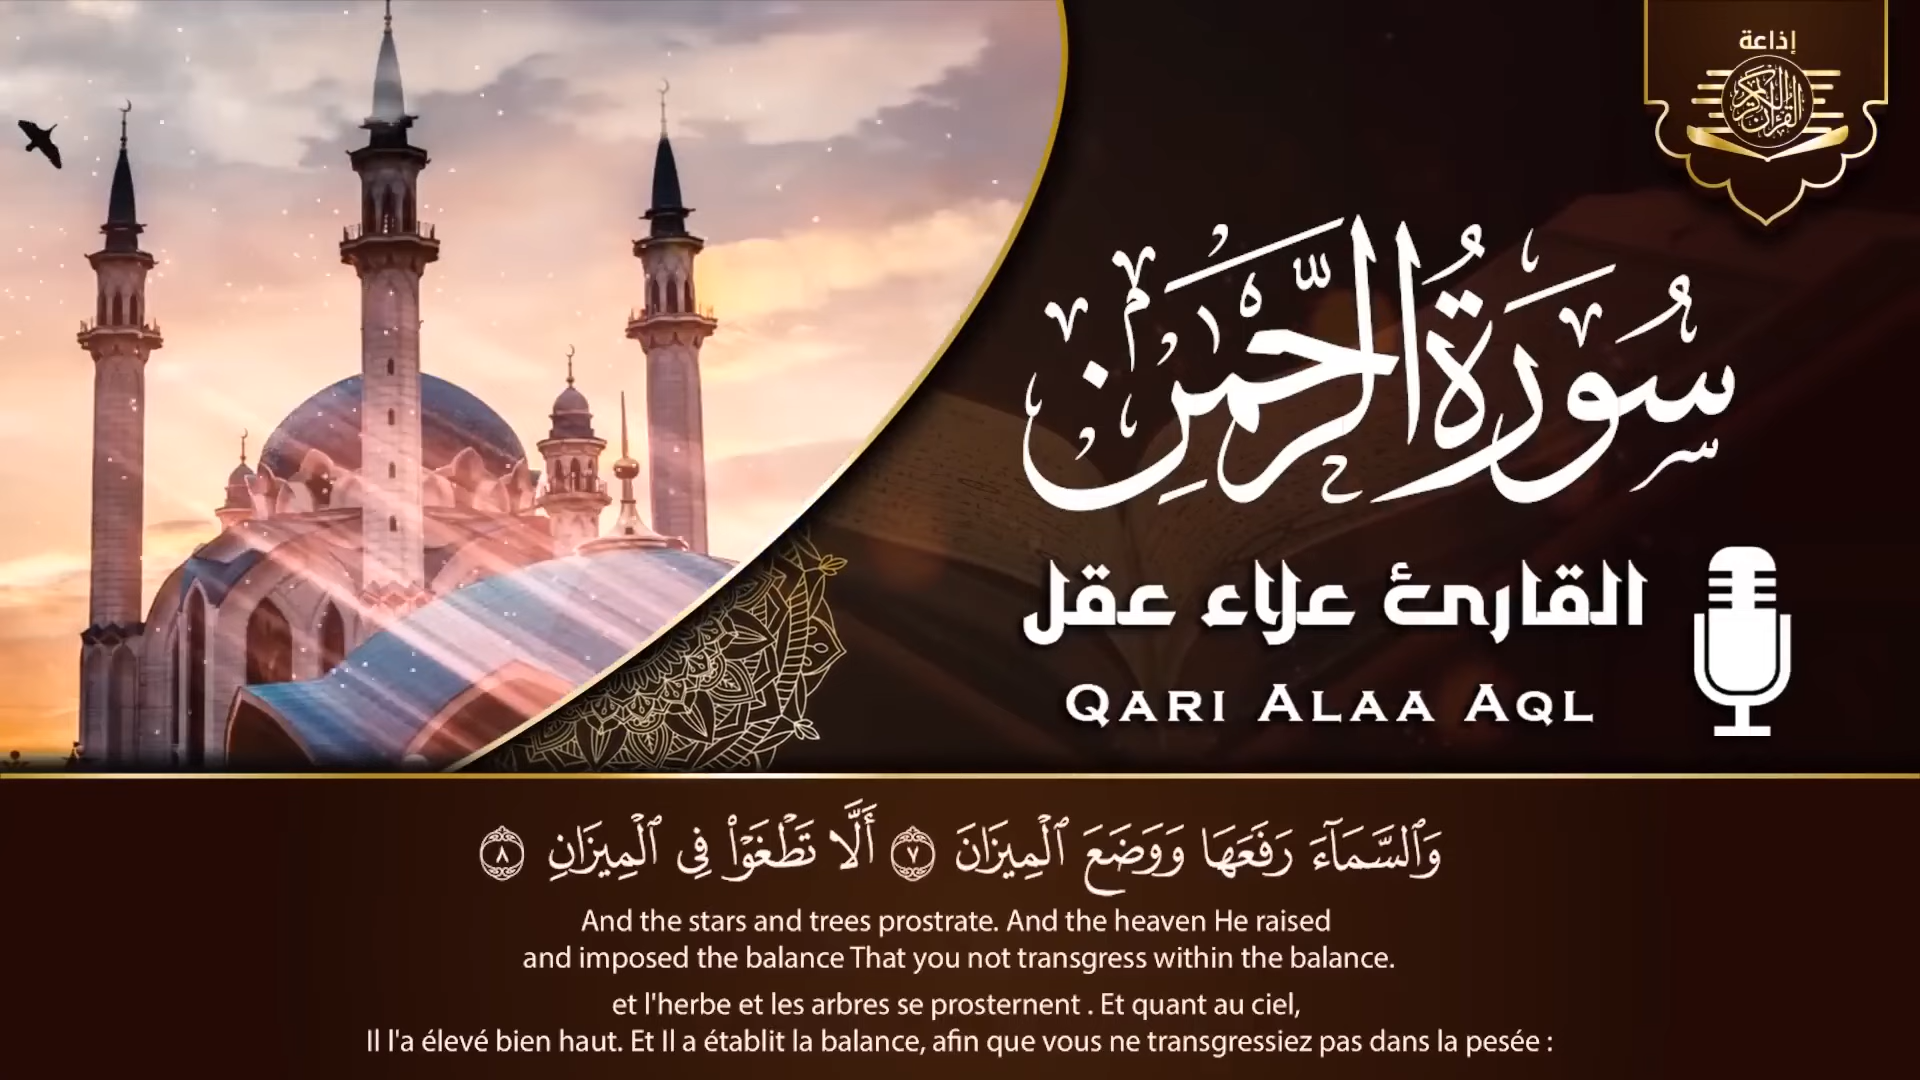 إذاعة
القرآن الكريم
سُورَةُ الرَّحْمَٰنِ
القارئ علاء عقل
QARI ALAA AQL
وَٱلسَّمَآءَ رَفَعَهَا وَوَضَعَ ٱلْمِيزَانَ ٧ أَلَّا تَطْغَوْا۟ فِى ٱلْمِيزَانِ ٨
And the stars and trees prostrate. And the heaven He raised
and imposed the balance That you not transgress within the balance.
et l'herbe et les arbres se prosternent . Et quant au ciel,
Il l'a élevé bien haut. Et Il a établit la balance, afin que vous ne transgressiez pas dans la pesée :